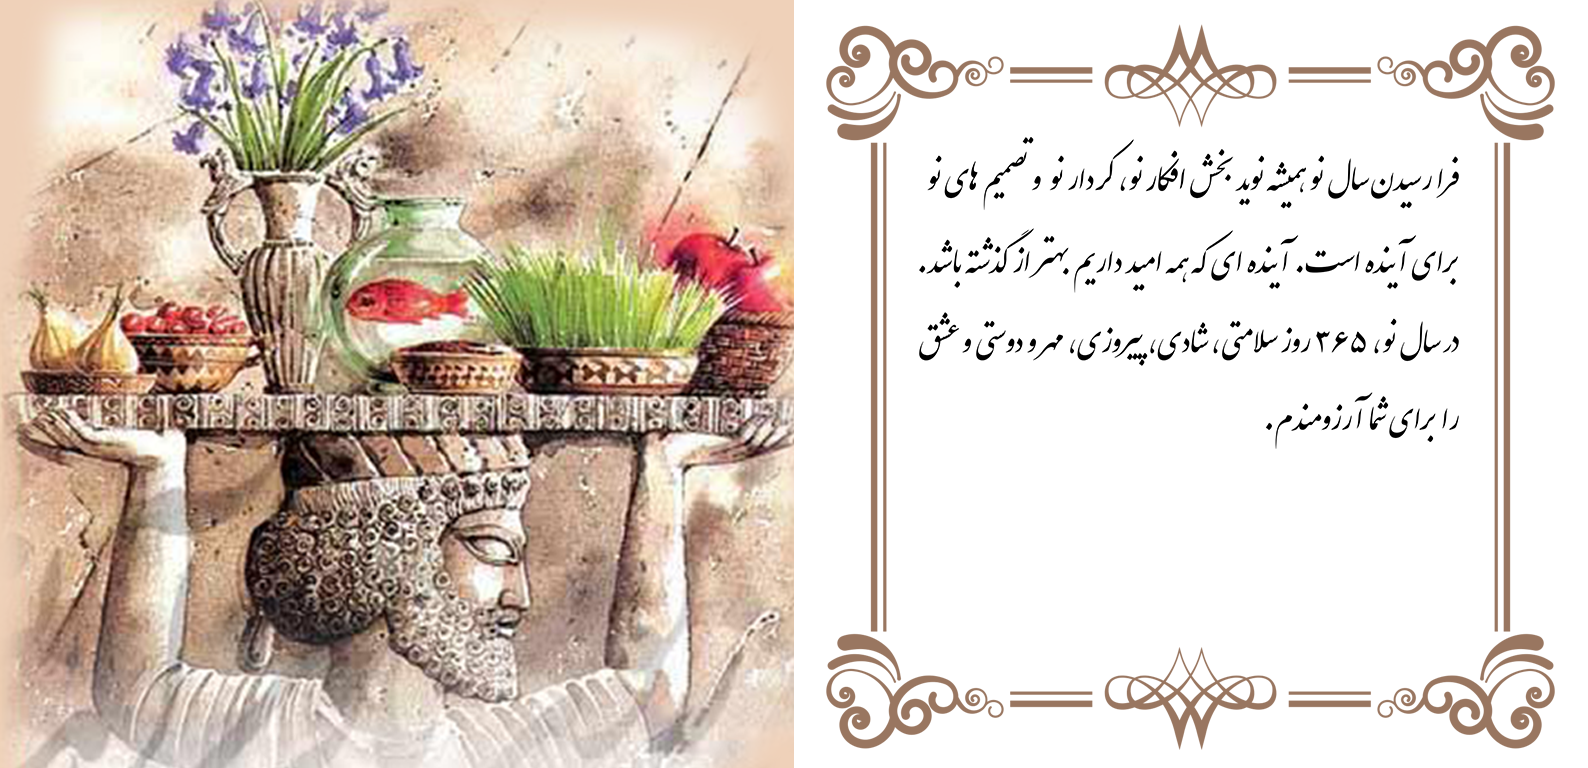 فرا رسیدن سال نو همیشه نوید بخش افکار نو، کردار نو و تصمیم های نو
برای آینده است. آینده ای که همه امید داریم بهتر از گذشته باشد.
در سال نو، ۳۶۵ روز سلامتی، شادی، پیروزی، مهر و دوستی و عشق
را برای شما آرزومندم.